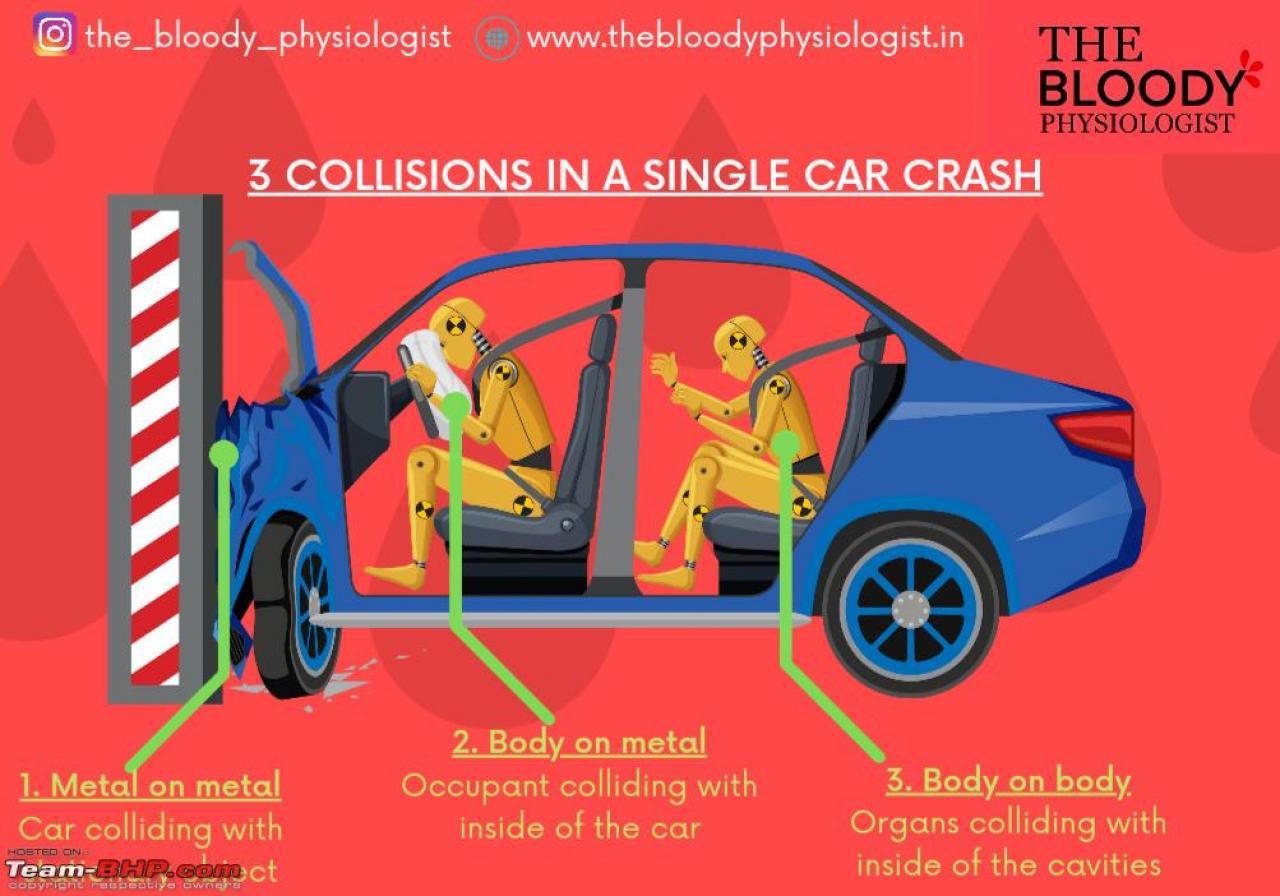 the_bloody_physiologist www.thebloodyphysiologist.in
THE
BLOODY
PHYSIOLOGIST
3 COLLISIONS IN A SINGLE CAR CRASH
1. Metal on metal
Car colliding with
object
2. Body on metal
Occupant colliding with
inside of the car
3. Body on body
Organs colliding with
inside of the cavities
HOSTED ON :
Team-BHP.com
copyright respective owners